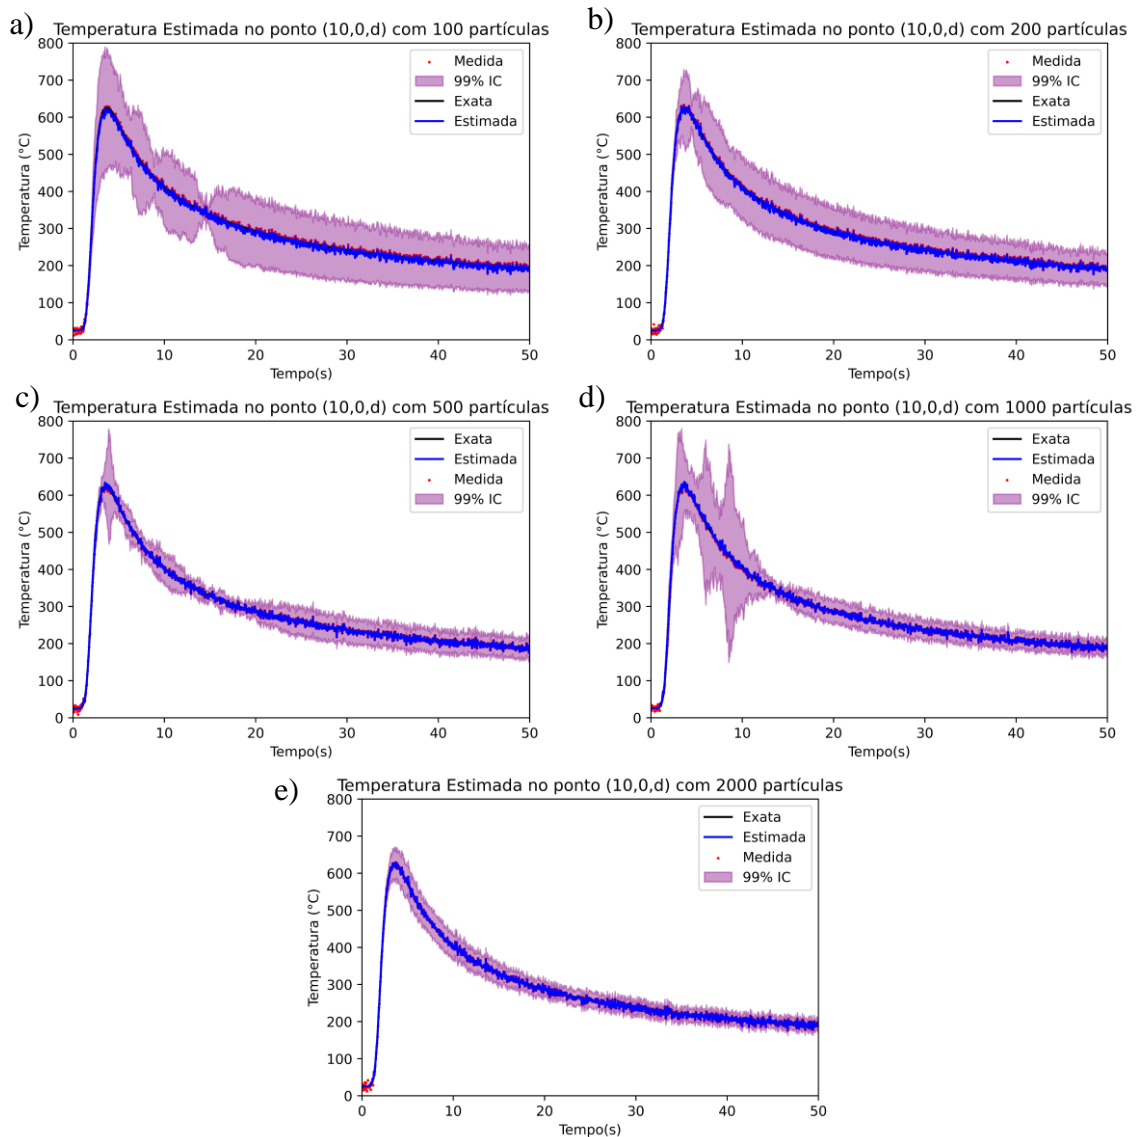 a)
Temperatura Estimada no ponto (10,0,d) com 100 partículas
800
700
600
500
400
300
200
100
0
Temperatura (°C)
0 10 20 30 40 50
Tempo(s)
Medida
99% IC
Exata
Estimada
b)
Temperatura Estimada no ponto (10,0,d) com 200 partículas
800
700
600
500
400
300
200
100
0
Temperatura (°C)
0 10 20 30 40 50
Tempo(s)
Medida
99% IC
Exata
Estimada
c)
Temperatura Estimada no ponto (10,0,d) com 500 partículas
800
700
600
500
400
300
200
100
0
Temperatura (°C)
0 10 20 30 40 50
Tempo(s)
Exata
Estimada
Medida
99% IC
d)
Temperatura Estimada no ponto (10,0,d) com 1000 partículas
800
700
600
500
400
300
200
100
0
Temperatura (°C)
0 10 20 30 40 50
Tempo(s)
Exata
Estimada
Medida
99% IC
e)
Temperatura Estimada no ponto (10,0,d) com 2000 partículas
800
700
600
500
400
300
200
100
0
Temperatura (°C)
0 10 20 30 40 50
Tempo(s)
Exata
Estimada
Medida
99% IC